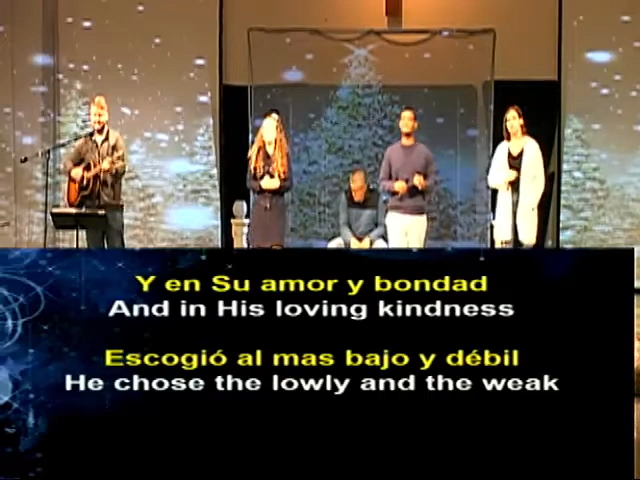 Y en Su amor y bondad
And in His loving kindness
Escogió al mas bajo y débil
He chose the lowly and the weak